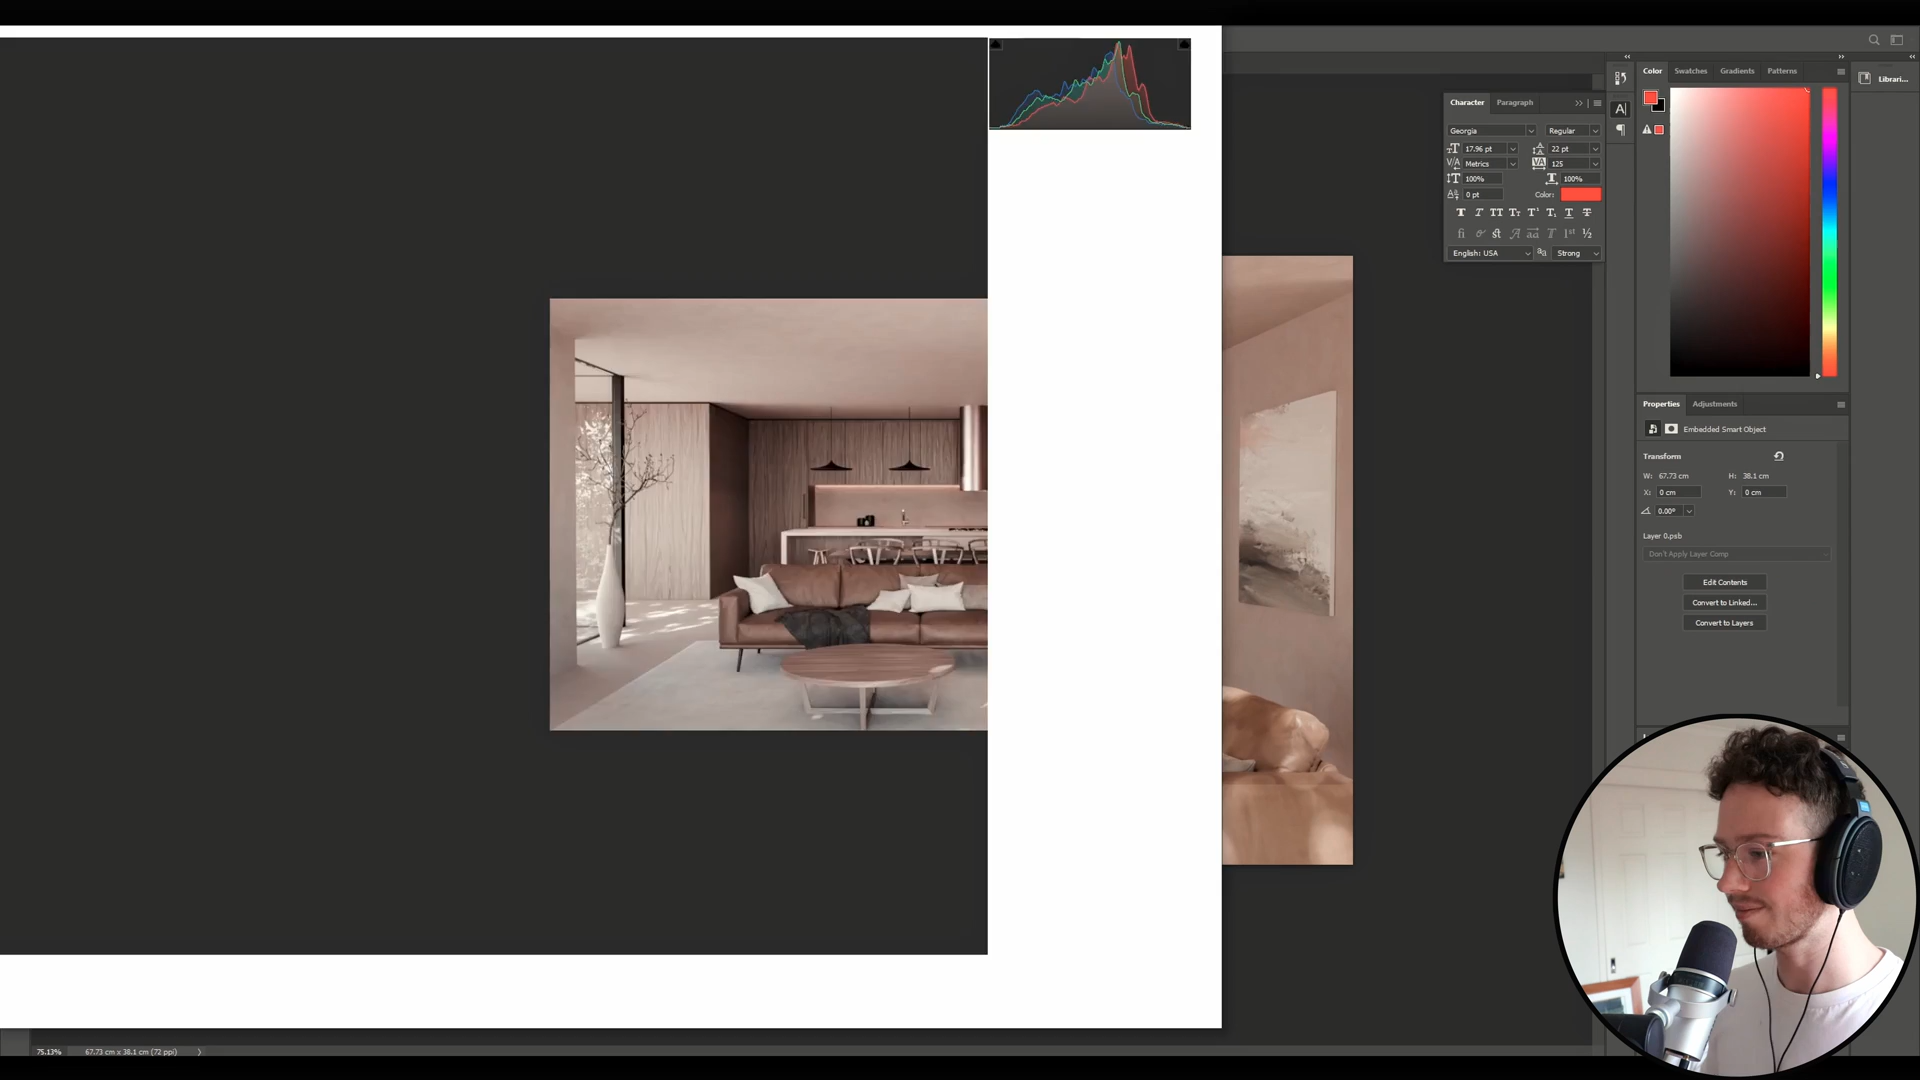 Color Swatches Gradients Patterns
Librari...
Character Paragraph
Georgia Regular
17.96 pt 22 pt
Metrics 125
100% 100%
0 pt Color:
English: USA Strong
Properties Adjustments
Embedded Smart Object
Transform
W: 67.73 cm H: 38.1 cm
X: 0 cm Y: 0 cm
0.00°
Layer 0.psb
Don't Apply Layer Comp
Edit Contents
Convert to Linked...
Convert to Layers
75.13% 67.73 cm x 38.1 cm (72 ppi)